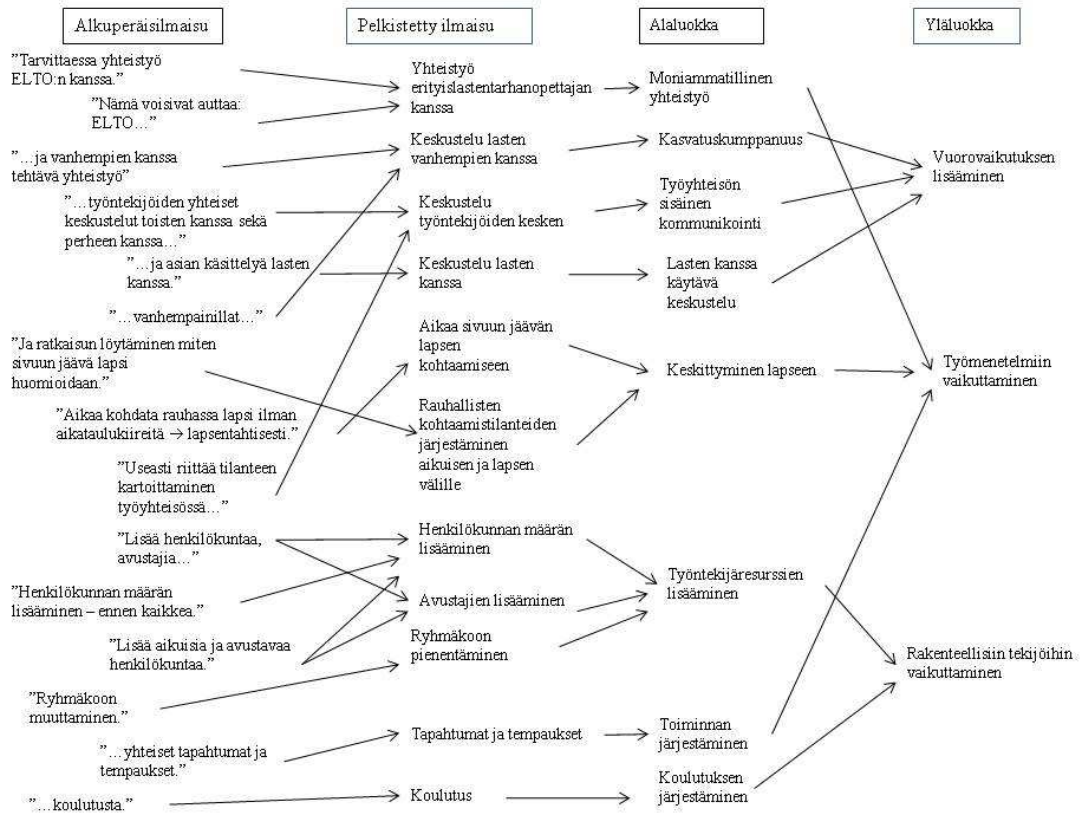 Alkuperäisilmaisu
Pelkistetty ilmaisu
Alaluokka
Yläluokka
”Tarvittaessa yhteistyö
ELTO:n kanssa.”
”Nämä voisivat auttaa:
ELTO…”
”…ja vanhempien kanssa
tehtävä yhteistyö”
”…työntekijöiden yhteiset
keskustelut toisten kanssa sekä
perheen kanssa…”
”…ja asian käsittelyä lasten
kanssa.”
”…vanhempainillat…”
”Ja ratkaisun löytäminen miten
sivuun jäävä lapsi
huomioidaan.”
”Aikaa kohdata rauhassa lapsi ilman
aikataulukiireitä → lapsentahtisesti.”
”Useasti riittää tilanteen
kartoittaminen
työyhteisössä…”
”Lisää henkilökuntaa,
avustajia…”
”Henkilökunnan määrän
lisääminen – ennen kaikkea.”
”Lisää aikuisia ja avustavaa
henkilökuntaa.”
”Ryhmäkoon
muuttaminen.”
”…yhteiset tapahtumat ja
tempaukset.”
”…koulutusta.”
Yhteistyö
erityislastentarhanopettajan
kanssa
Keskustelu lasten
vanhempien kanssa
Keskustelu
työntekijöiden kesken
Keskustelu lasten
kanssa
Aikaa sivuun jäävän
lapsen
kohtaamiseen
Rauhallisten
kohtaamistilanteiden
järjestäminen
aikuisen ja lapsen
välille
Henkilökunnan määrän
lisääminen
Avustajien lisääminen
Ryhmäkoon
pienentäminen
Tapahtumat ja tempaukset
Koulutus
Moniammatillinen
yhteistyö
Kasvatuskumppanuus
Työyhteisön
sisäinen
kommunikointi
Lasten kanssa
käytävä
keskustelu
Keskittyminen lapseen
Työntekijäresurssien
lisääminen
Toiminnan
järjestäminen
Koulutuksen
järjestäminen
Vuorovaikutuksen
lisääminen
Työmenetelmiin
vaikuttaminen
Rakenteellisiin tekijöihin
vaikuttaminen